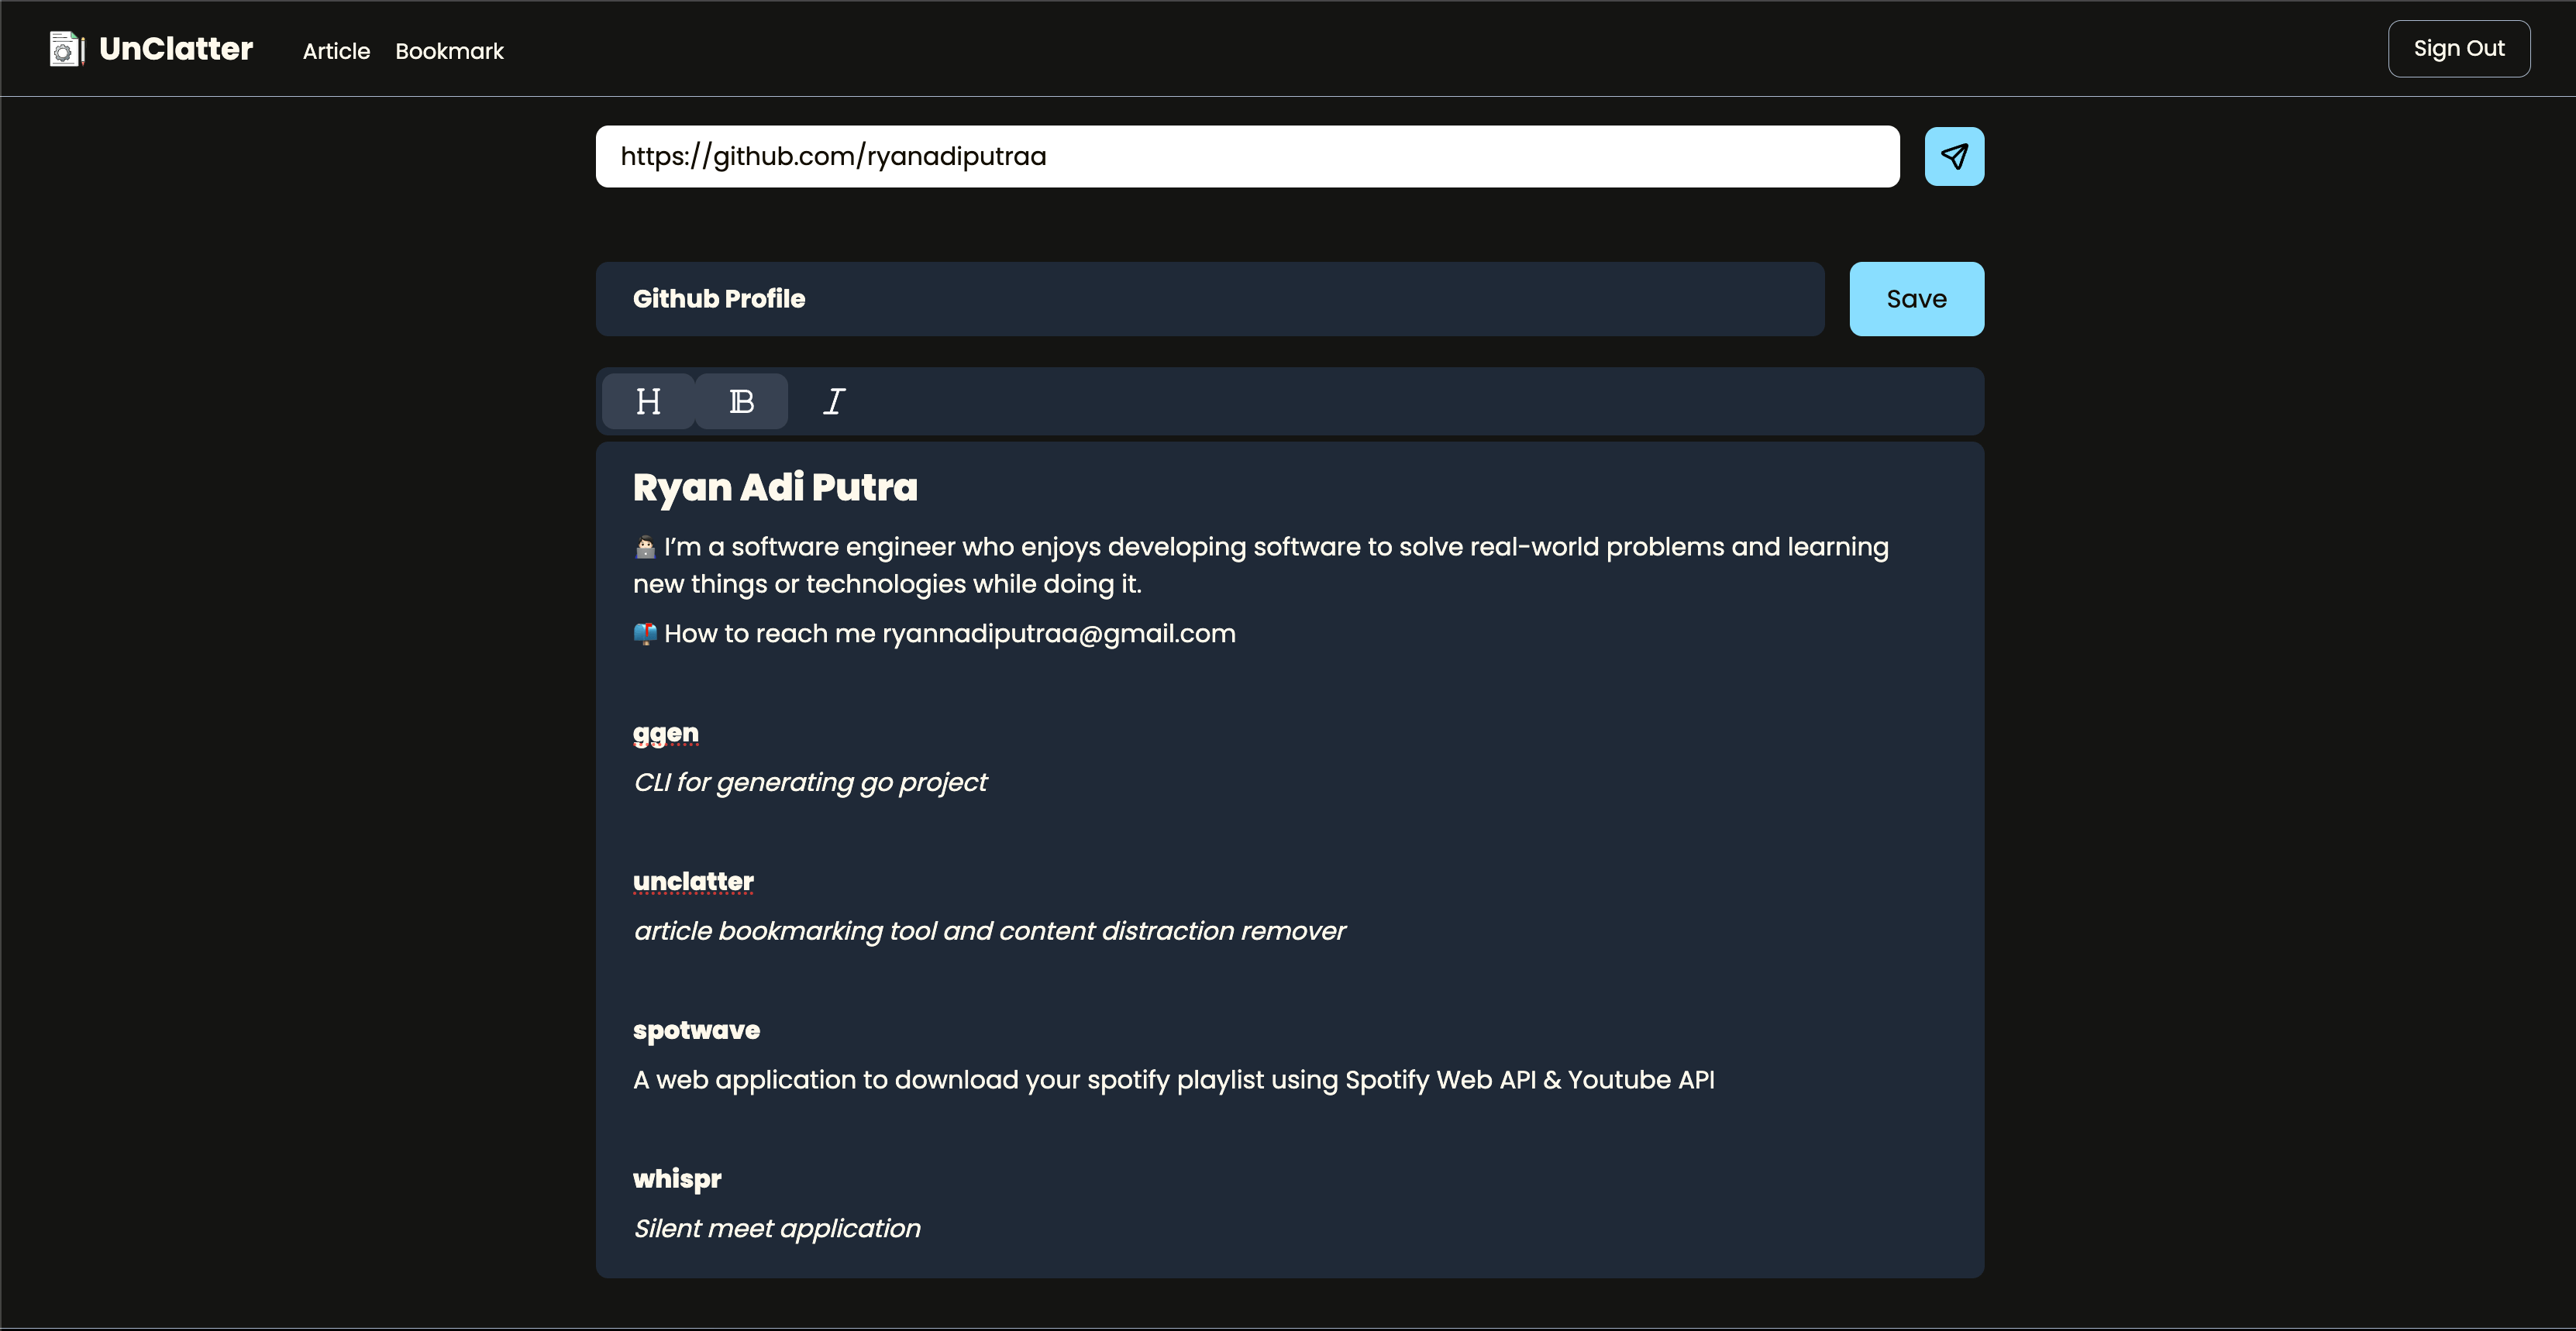 UnClatter
Article
Bookmark
Sign Out
https://github.com/ryanadiputraa
Github Profile
Save
H
B
I
Ryan Adi Putra
🧑🏻‍💻 I’m a software engineer who enjoys developing software to solve real-world problems and learning
new things or technologies while doing it.
📫 How to reach me ryannadiputraa@gmail.com
ggen
CLI for generating go project
unclatter
article bookmarking tool and content distraction remover
spotwave
A web application to download your spotify playlist using Spotify Web API & Youtube API
whispr
Silent meet application